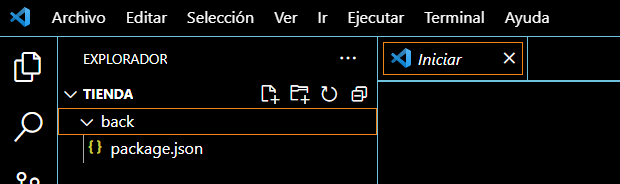 Archivo Editar Selección Ver Ir Ejecutar Terminal Ayuda
EXPLORADOR ...
Iniciar
TIENDA
back
{} package.json